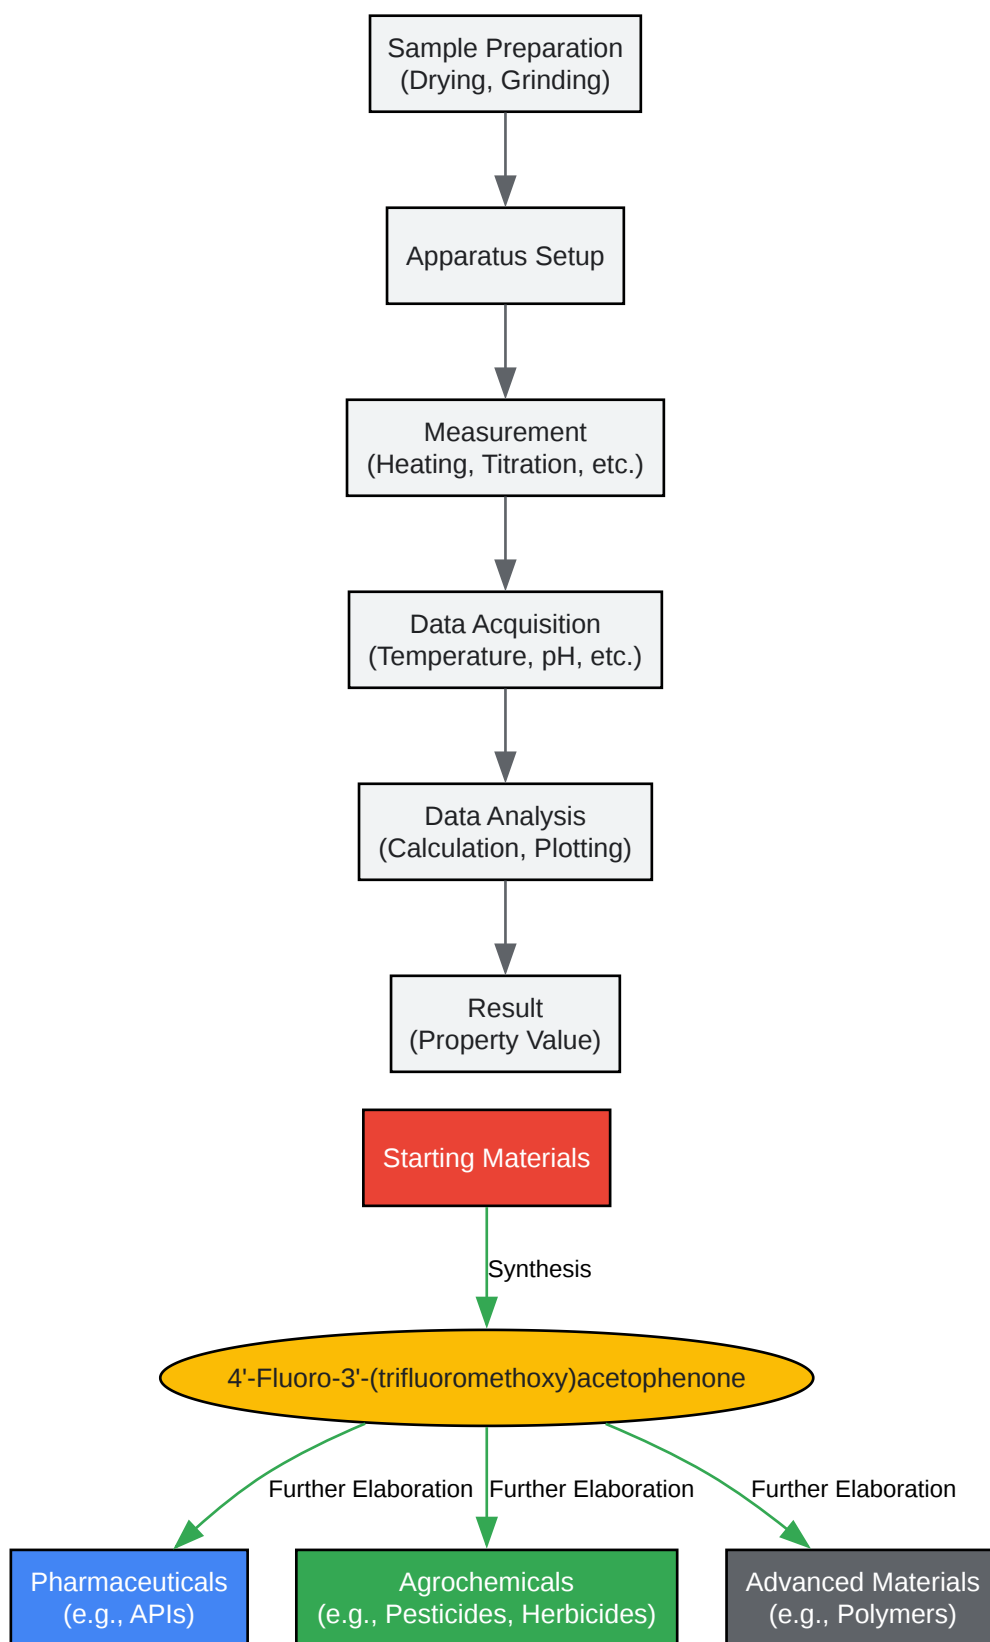 Sample Preparation
(Drying, Grinding)
Apparatus Setup
Measurement
(Heating, Titration, etc.)
Data Acquisition
(Temperature, pH, etc.)
Data Analysis
(Calculation, Plotting)
Result
(Property Value)
Starting Materials
Synthesis
4'-Fluoro-3'-(trifluoromethoxy)acetophenone
Further Elaboration
Further Elaboration
Further Elaboration
Pharmaceuticals
(e.g., APIs)
Agrochemicals
(e.g., Pesticides, Herbicides)
Advanced Materials
(e.g., Polymers)